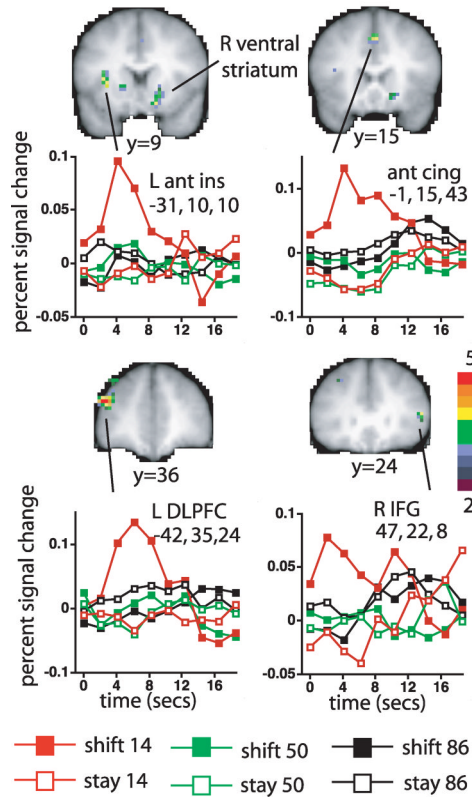 R ventral
striatum
y=9
y=15
percent signal change
0.1
0.05
0
-0.05
0 4 8 12 16
L ant ins
-31, 10, 10
0.1
0
-0.1
0 4 8 12 16
ant cing
-1, 15, 43
y=36
y=24
5
2
percent signal change
0.1
0
-0.1
0 4 8 12 16
L DLPFC
-42, 35, 24
time (secs)
0.1
0.05
0
-0.05
0 4 8 12 16
R IFG
47, 22, 8
time (secs)
shift 14 shift 50 shift 86
stay 14 stay 50 stay 86